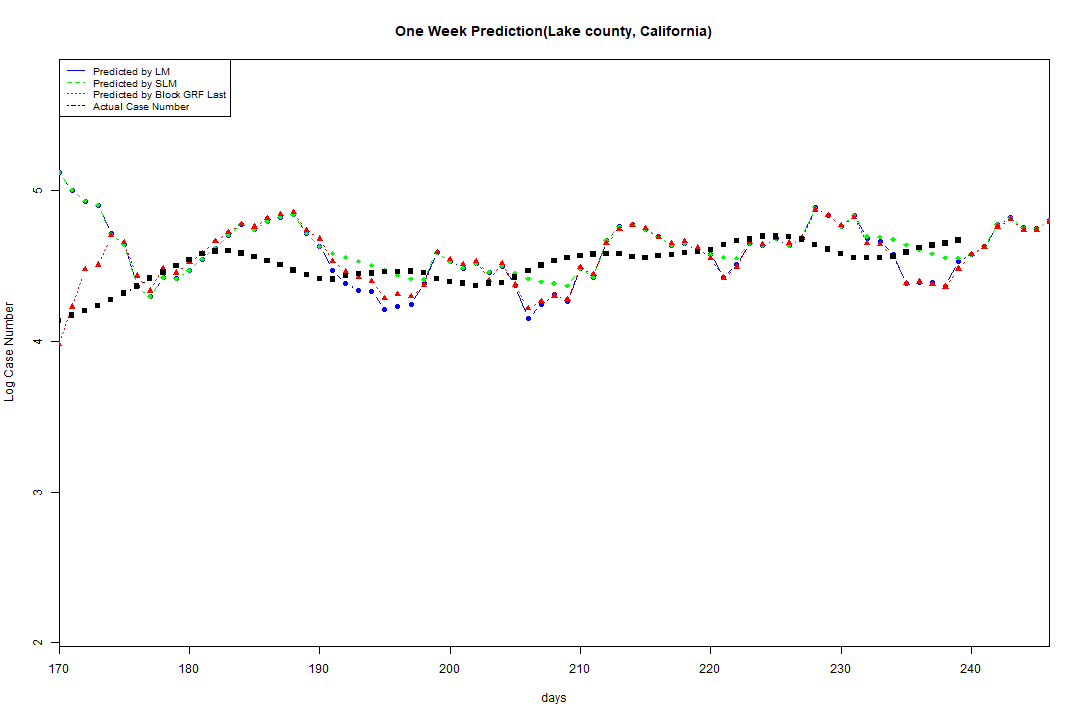 One Week Prediction(Lake county, California)
Predicted by LM
Predicted by SLM
Predicted by Block GRF Last
Actual Case Number
5
4
3
2
Log Case Number
170 180 190 200 210 220 230 240
days